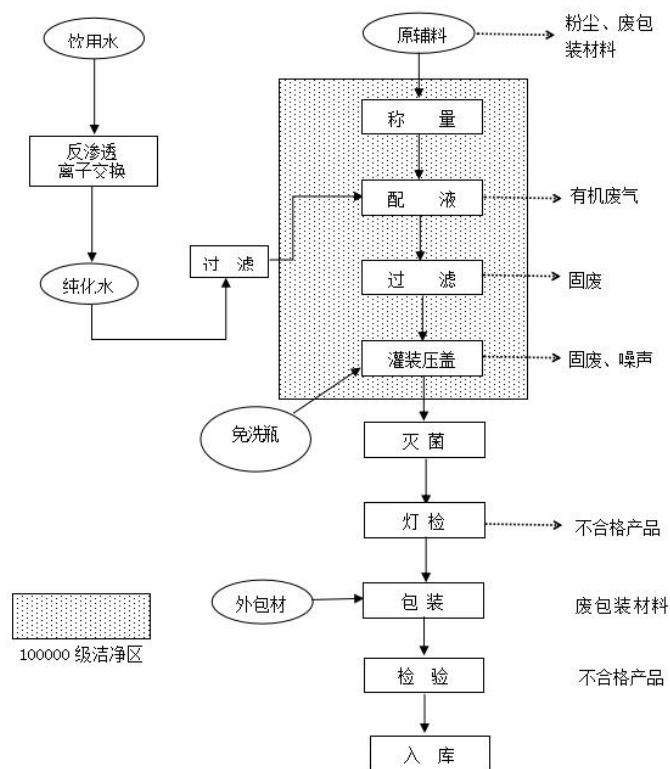 饮用水
原辅料
粉尘、废包
装材料
称 量
反渗透
离子交换
配 液
有机废气
过 滤
过 滤
固废
纯化水
灌装压盖
固废、噪声
免洗瓶
灭 菌
灯 检
不合格产品
外包材
包 装
废包装材料
100000 级洁净区
检 验
不合格产品
入 库